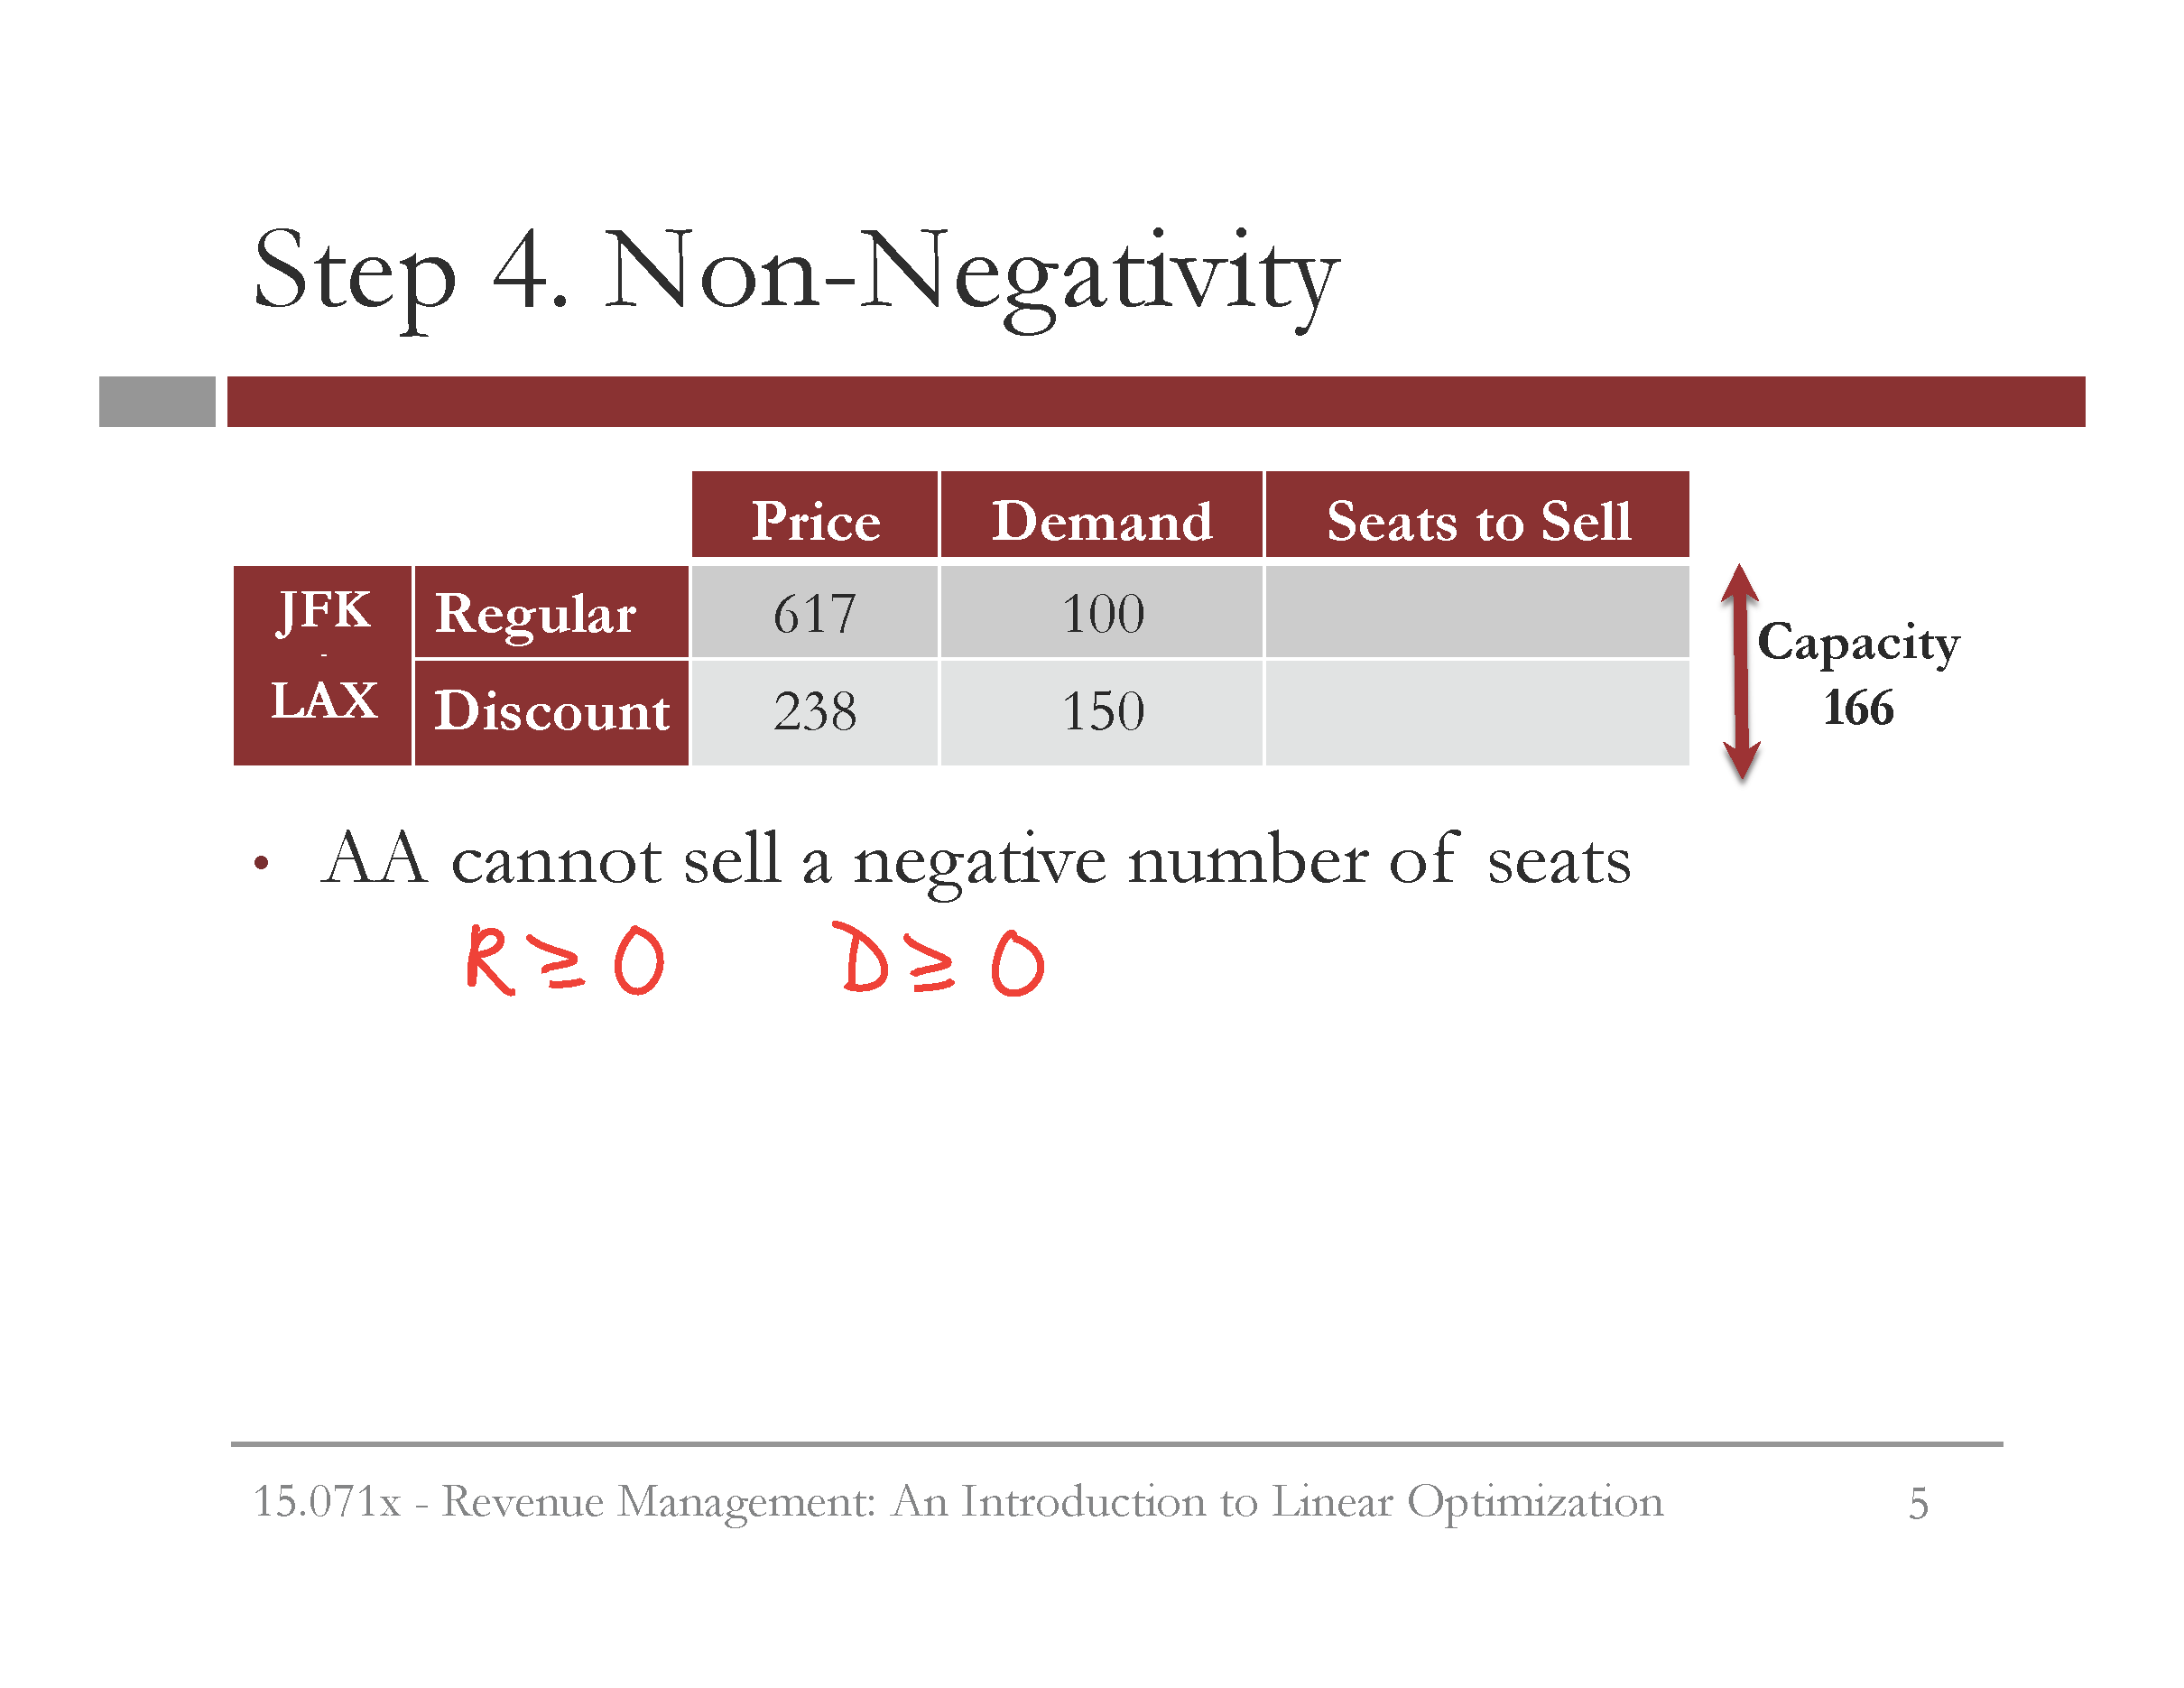 Step 4. Non-Negativity
Price Demand Seats to Sell
JFK Regular 617 100
-
LAX Discount 238 150
Capacity
166
• AA cannot sell a negative number of seats
R ≥ 0 D ≥ 0
15.071x - Revenue Management: An Introduction to Linear Optimization 5